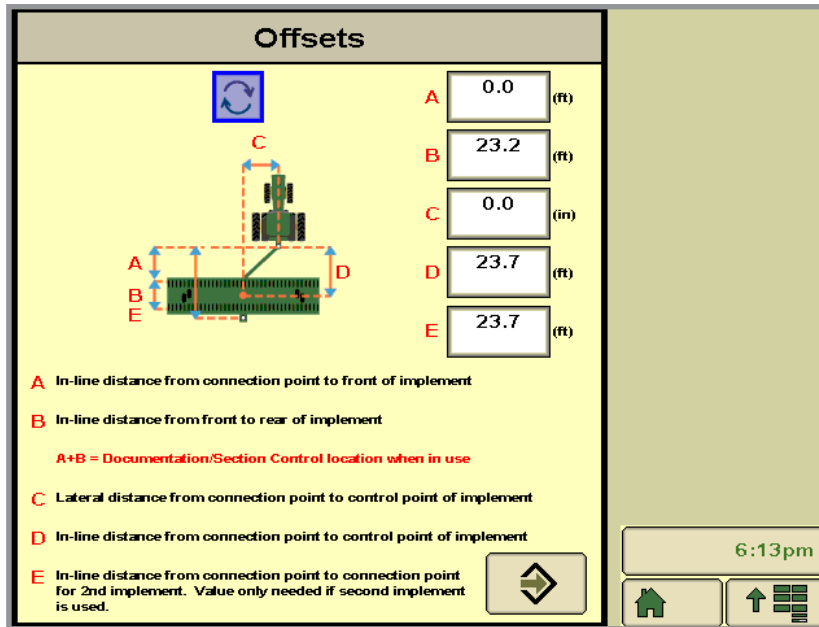 Offsets
C
A
B
E
D
A 0.0 (ft)
B 23.2 (ft)
C 0.0 (in)
D 23.7 (ft)
E 23.7 (ft)
A In-line distance from connection point to front of implement
B In-line distance from front to rear of implement
A+B = Documentation/Section Control location when in use
C Lateral distance from connection point to control point of implement
D In-line distance from connection point to control point of implement
E In-line distance from connection point to connection point
for 2nd implement. Value only needed if second implement
is used.
6:13pm